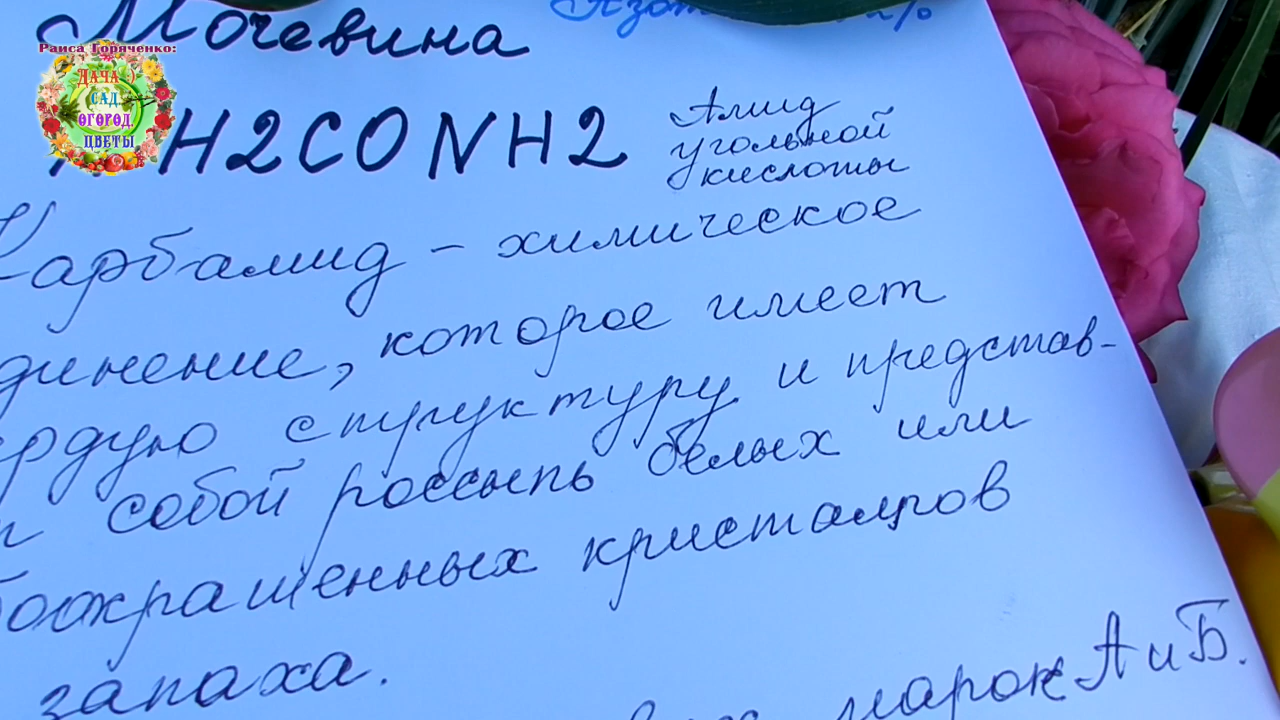 Мочевина
Раиса Горяченко:
ДАЧА :)
САД.
ОГОРОД.
ЦВЕТЫ
H2CONH2
Амид
угольной
кислоты
Карбамид - химическое
динение, которое имеет
рдую структуру и представ-
т собой россыпь белых или
боокрашенных кристаллов
запаха.
марок А и Б.